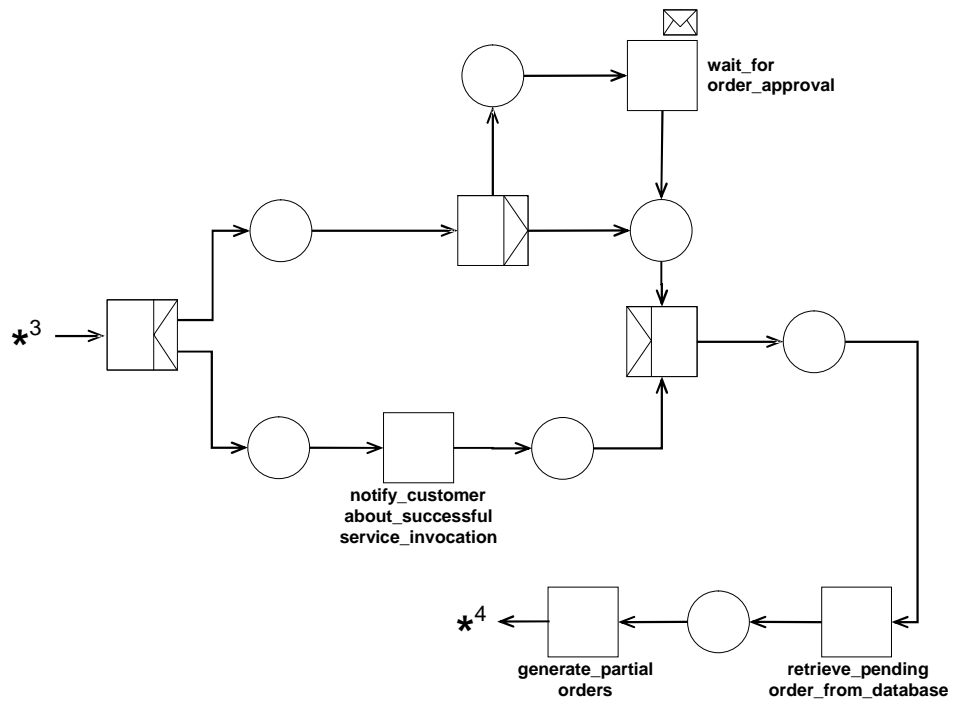 wait_for
order_approval
*3
notify_customer
about_successful
service_invocation
*4
generate_partial
orders
retrieve_pending
order_from_database